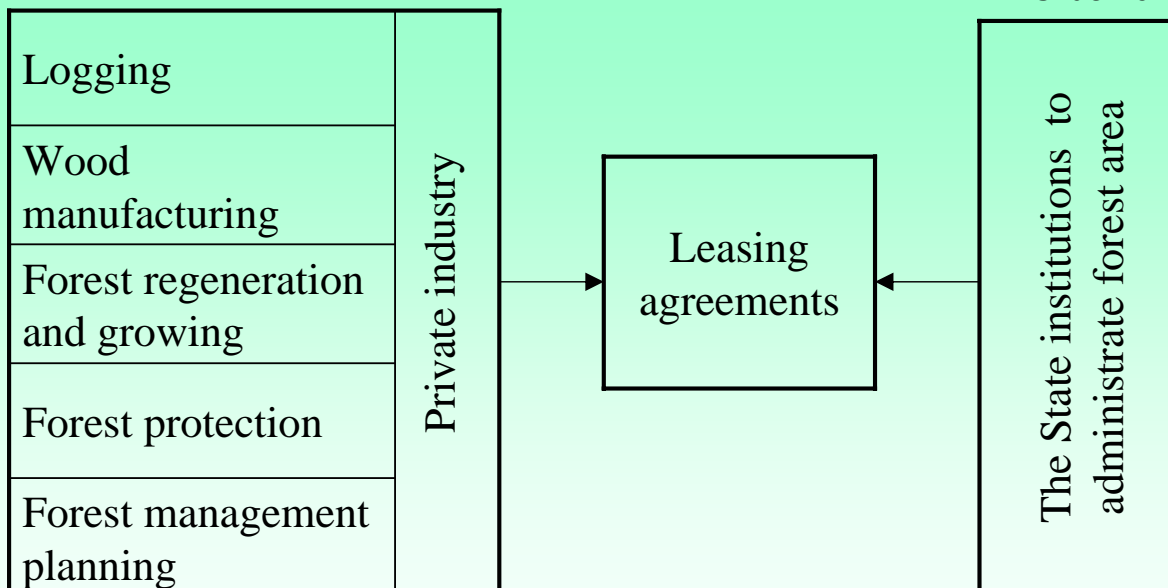 Logging
Wood
manufacturing
Forest regeneration
and growing
Forest protection
Forest management
planning
Private industry
Leasing
agreements
The State institutions to
administrate forest area